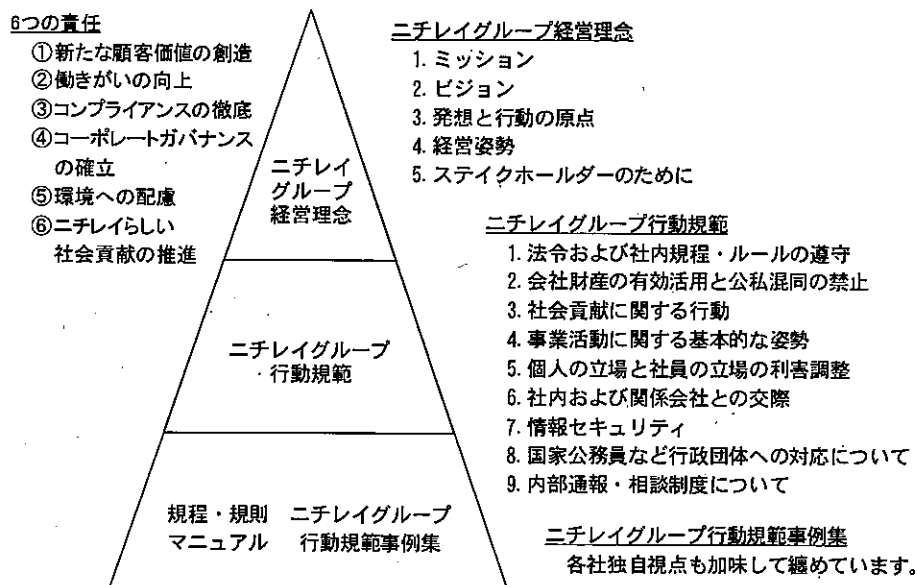 6つの責任
①新たな顧客価値の創造
②働きがいの向上
③コンプライアンスの徹底
④コーポレートガバナンス
の確立
⑤環境への配慮
⑥ニチレイらしい
社会貢献の推進
ニチレイ
グループ
経営理念
ニチレイグループ経営理念
1. ミッション
2. ビジョン
3. 発想と行動の原点
4. 経営姿勢
5. ステイクホールダーのために
ニチレイグループ
行動規範
ニチレイグループ行動規範
1. 法令および社内規程・ルールの遵守
2. 会社財産の有効活用と公私混同の禁止
3. 社会貢献に関する行動
4. 事業活動に関する基本的な姿勢
5. 個人の立場と社員の立場の利害調整
6. 社内および関係会社との交際
7. 情報セキュリティ
8. 国家公務員など行政団体への対応について
9. 内部通報・相談制度について
規程・規則
マニュアル
ニチレイグループ
行動規範事例集
ニチレイグループ行動規範事例集
各社独自視点も加味して纏めています。